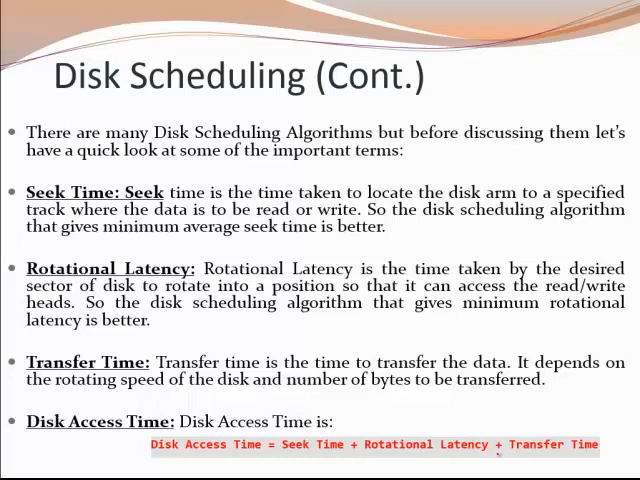 Disk Scheduling (Cont.)
There are many Disk Scheduling Algorithms but before discussing them let's
have a quick look at some of the important terms:
Seek Time: Seek time is the time taken to locate the disk arm to a specified
track where the data is to be read or write. So the disk scheduling algorithm
that gives minimum average seek time is better.
Rotational Latency: Rotational Latency is the time taken by the desired
sector of disk to rotate into a position so that it can access the read/write
heads. So the disk scheduling algorithm that gives minimum rotational
latency is better.
Transfer Time: Transfer time is the time to transfer the data. It depends on
the rotating speed of the disk and number of bytes to be transferred.
Disk Access Time: Disk Access Time is:
Disk Access Time = Seek Time + Rotational Latency + Transfer Time